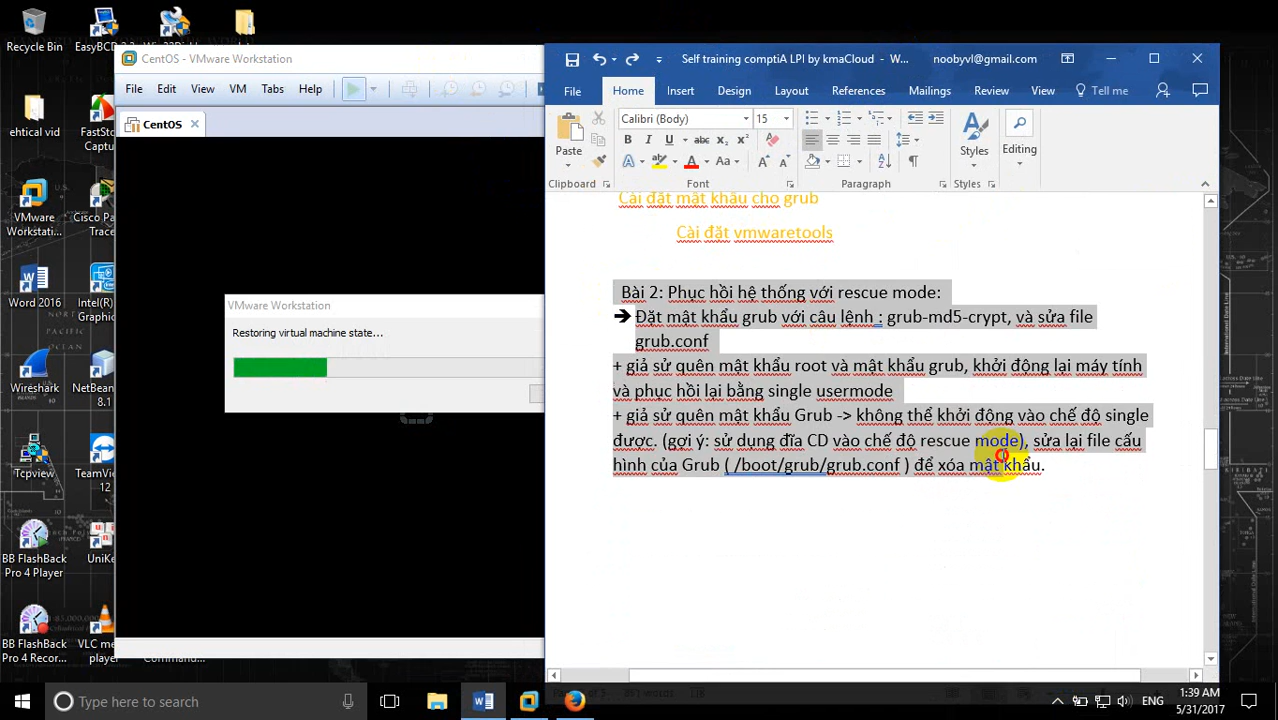 Recycle Bin
EasyBCD 2.2
ehtical vid
FastSto
Captu
VMware
Workstati...
Cisco Pa
Trace
Word 2016
Intel(R)
Wireshark
NetBean
8.1
Tcpview
TeamView
12
BB FlashBack
Pro 4 Player
UniKe
BB FlashBack
Pro 4 Recor...
VLC me
player
Command...
CentOS - VMware Workstation
File Edit View VM Tabs Help
CentOS
VMware Workstation
Restoring virtual machine state...
Self training comptiA LPI by kmaCloud - W...
noobyvl@gmail.com
File Home Insert Design Layout References Mailings Review View Tell me
Paste
Calibri (Body) 15
B I U abc X₂ X²
Styles
Editing
Clipboard Font Paragraph Styles
Cài đặt mật khẩu cho grub
Cài đặt vmwaretools
Bài 2: Phục hồi hệ thống với rescue mode:
➔ Đặt mật khẩu grub với câu lệnh : grub-md5-crypt, và sửa file
grub.conf
+ giả sử quên mật khẩu root và mật khẩu grub, khởi động lại máy tính
và phục hồi lại bằng single usermode
+ giả sử quên mật khẩu Grub -> không thể khởi động vào chế độ single
được. (gợi ý: sử dụng đĩa CD vào chế độ rescue mode), sửa lại file cấu
hình của Grub ( /boot/grub/grub.conf ) để xóa mật khẩu.
Type here to search
ENG
1:39 AM
5/31/2017